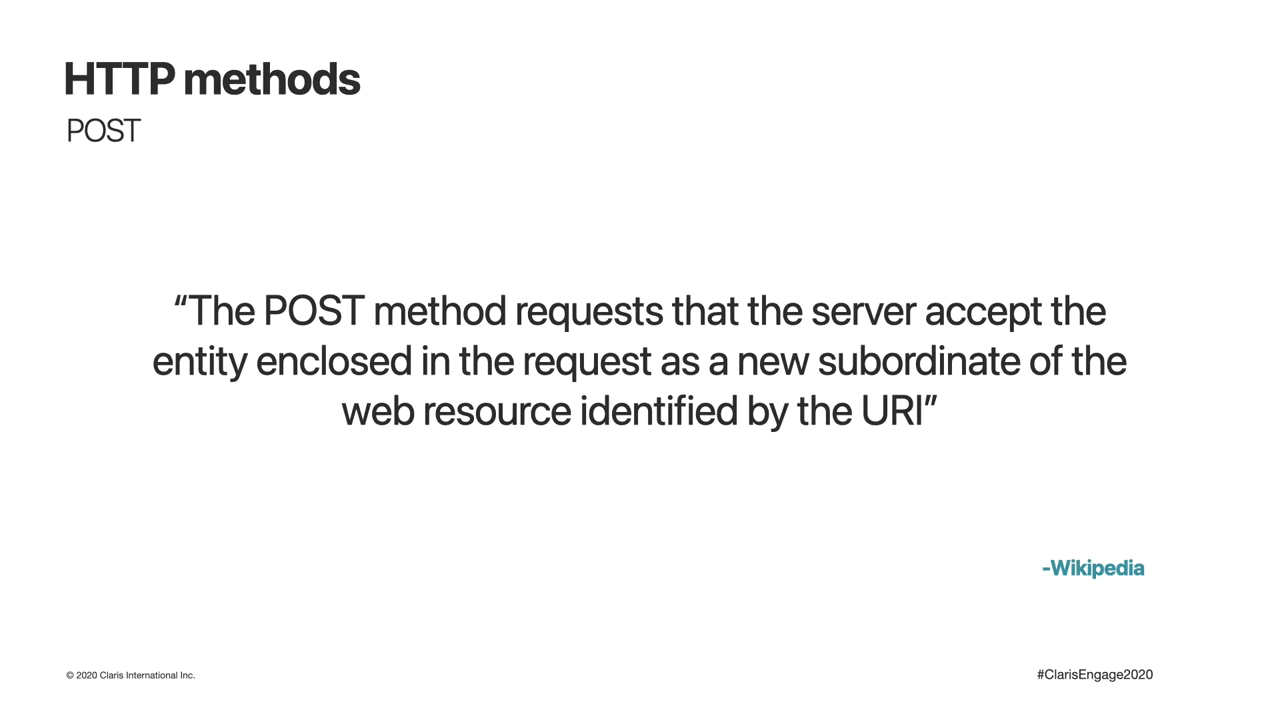 HTTP methods
POST
“The POST method requests that the server accept the
entity enclosed in the request as a new subordinate of the
web resource identified by the URI”
-Wikipedia
© 2020 Claris International Inc.
#ClarisEngage2020